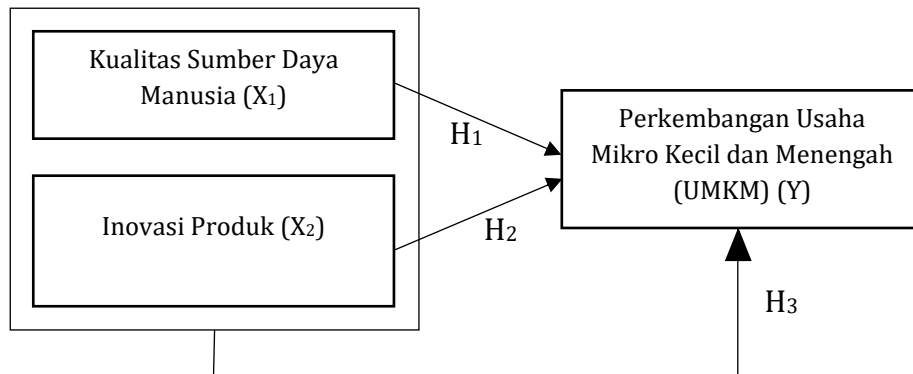 Kualitas Sumber Daya
Manusia (X₁)
H₁
Inovasi Produk (X₂)
H₂
Perkembangan Usaha
Mikro Kecil dan Menengah
(UMKM) (Y)
H₃